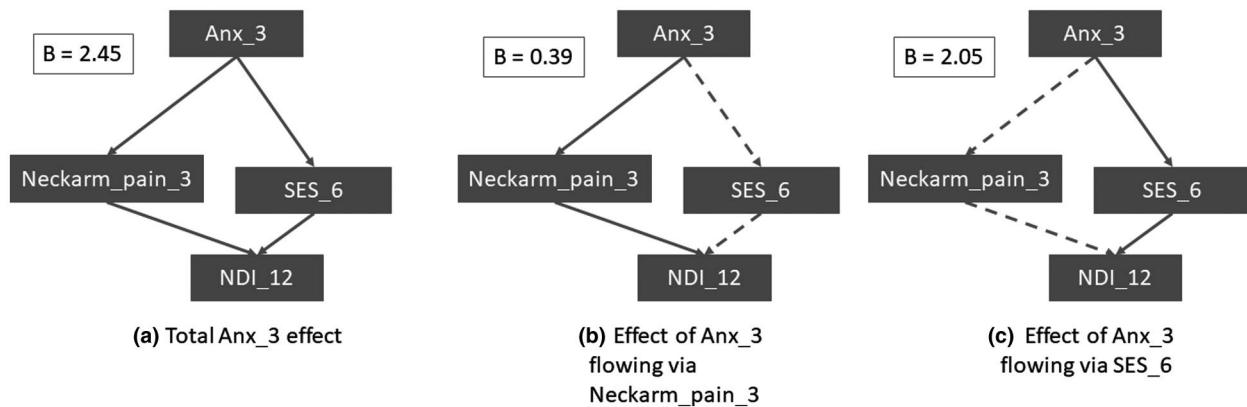 B = 2.45
Anx_3
Neckarm_pain_3
SES_6
NDI_12
(a) Total Anx_3 effect
B = 0.39
Anx_3
Neckarm_pain_3
SES_6
NDI_12
(b) Effect of Anx_3
flowing via
Neckarm_pain_3
B = 2.05
Anx_3
Neckarm_pain_3
SES_6
NDI_12
(c) Effect of Anx_3
flowing via SES_6